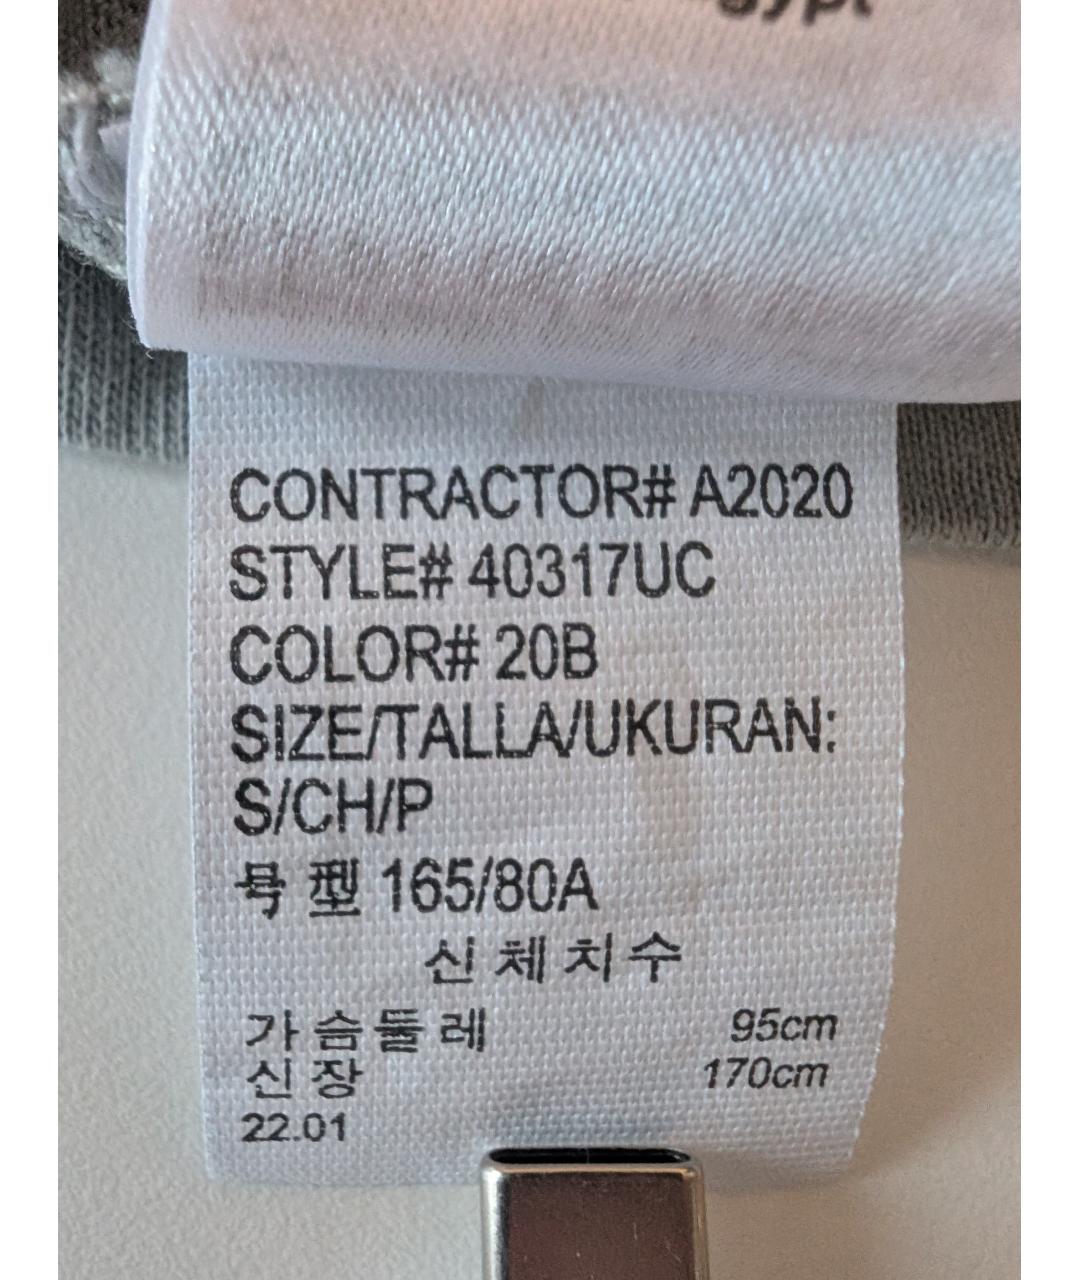 CONTRACTOR# A2020
STYLE# 40317UC
COLOR# 20B
SIZE/TALLA/UKURAN:
S/CH/P
号 型 165/80A
신 체 치 수
가 슴 둘 레 95cm
신 장 170cm
22.01